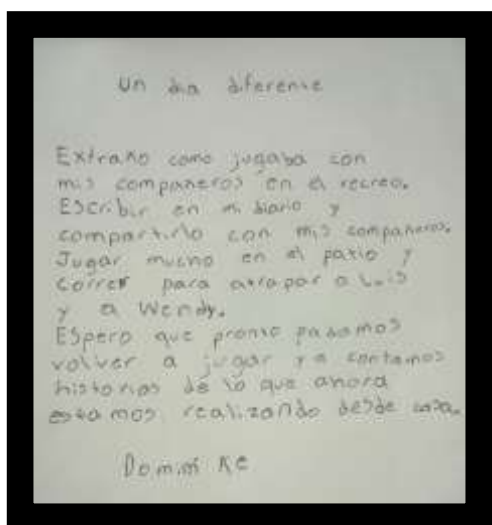 Un dia diferente
Extraño como jugaba con
mis compañeros en el recreo.
Escribir en mi diario y
compartirlo con mis compañeros.
Jugar mucho en el patio y
correr para atrapar a Luis
y a Wendy.
Espero que pronto podamos
volver a jugar y a contarnos
historias de lo que ahora
estamos realizando desde casa.